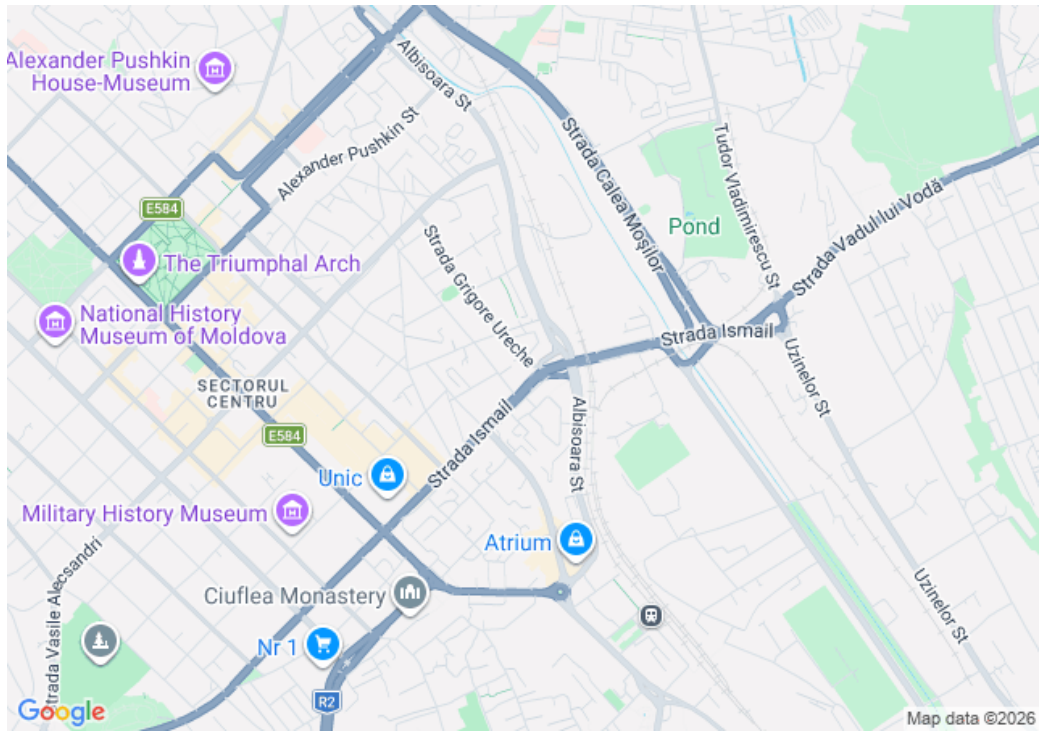 Alexander Pushkin
House-Museum
Albisoara St
Alexander Pushkin St
Strada Calea Moșilor
Tudor Vladimirescu St
Pond
Strada Vadul lui Vodă
E584
The Triumphal Arch
Strada Grigore Ureche
National History
Museum of Moldova
Strada Ismail
Uzinelor St
SECTORUL
CENTRU
E584
Strada Ismail
Albisoara St
Unic
Military History Museum
Atrium
Strada Vasile Alecsandri
Ciuflea Monastery
Uzinelor St
Nr 1
R2
Google
Map data ©2026